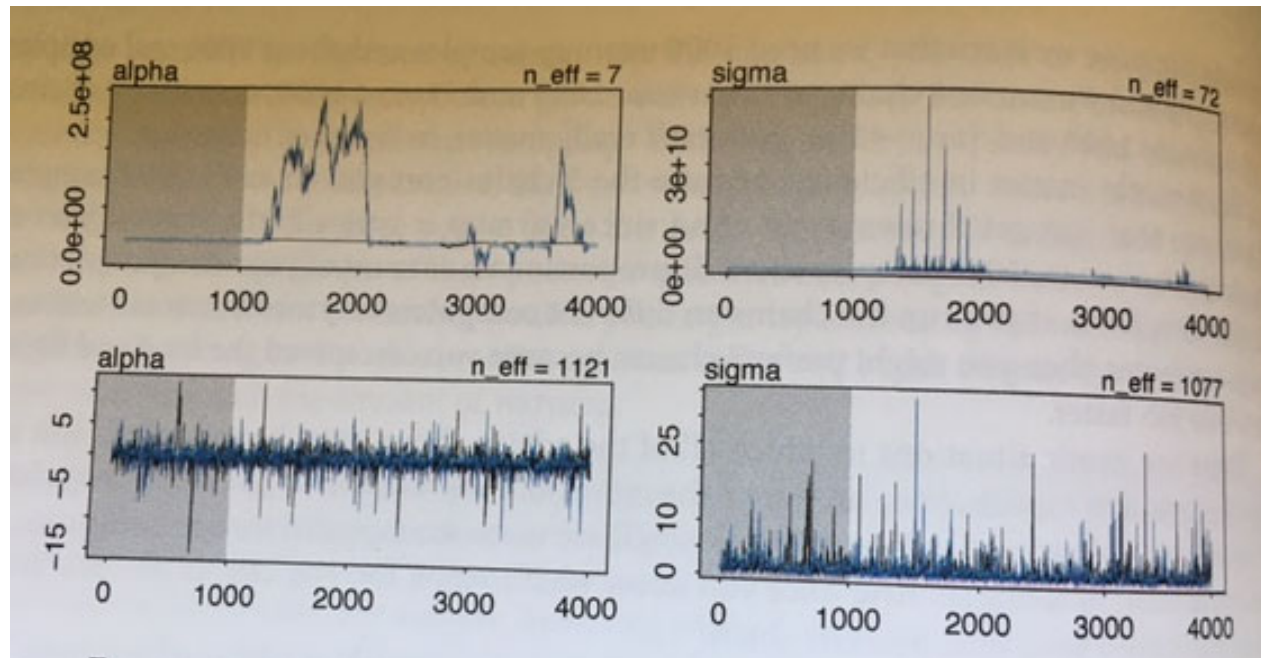 alpha
n_eff = 7
2.5e+08
0.0e+00
0 1000 2000 3000 4000
sigma
n_eff = 72
3e+10
0e+00
0 1000 2000 3000 4000
alpha
n_eff = 1121
5
-5
-15
0 1000 2000 3000 4000
sigma
n_eff = 1077
25
10
0
0 1000 2000 3000 4000